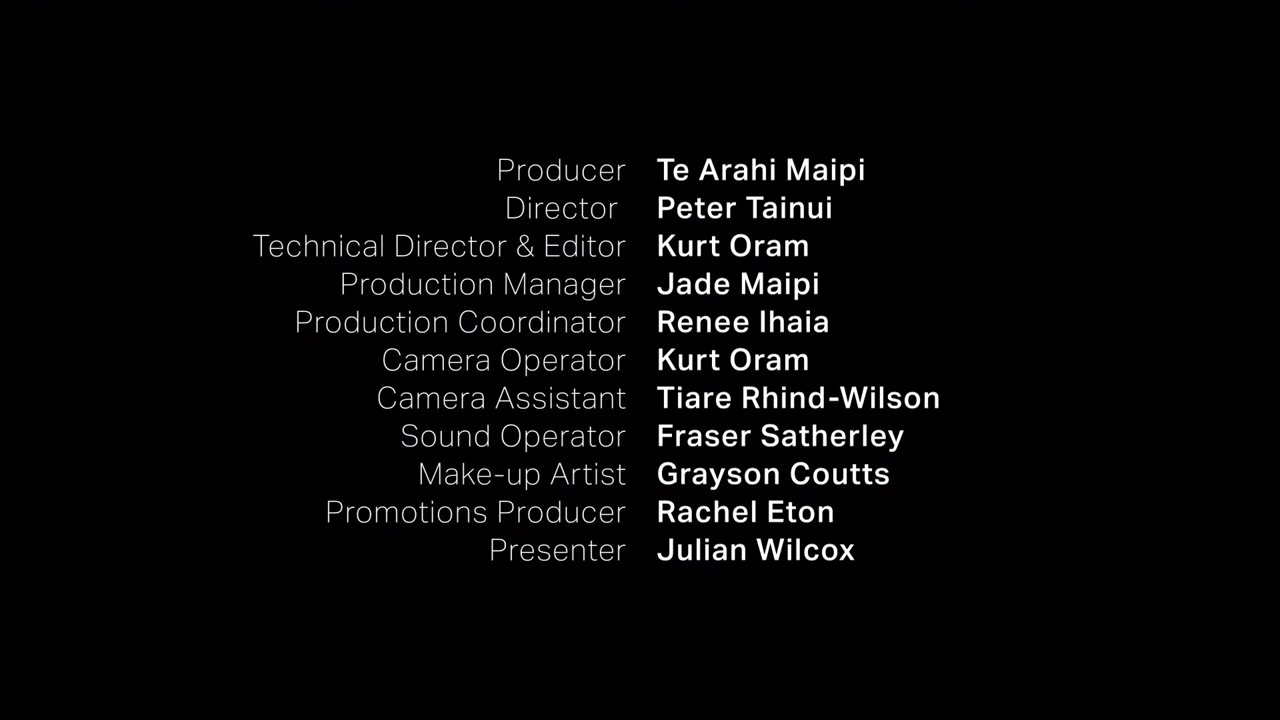 Producer Te Arahi Maipi
Director Peter Tainui
Technical Director & Editor Kurt Oram
Production Manager Jade Maipi
Production Coordinator Renee Ihaia
Camera Operator Kurt Oram
Camera Assistant Tiare Rhind-Wilson
Sound Operator Fraser Satherley
Make-up Artist Grayson Coutts
Promotions Producer Rachel Eton
Presenter Julian Wilcox